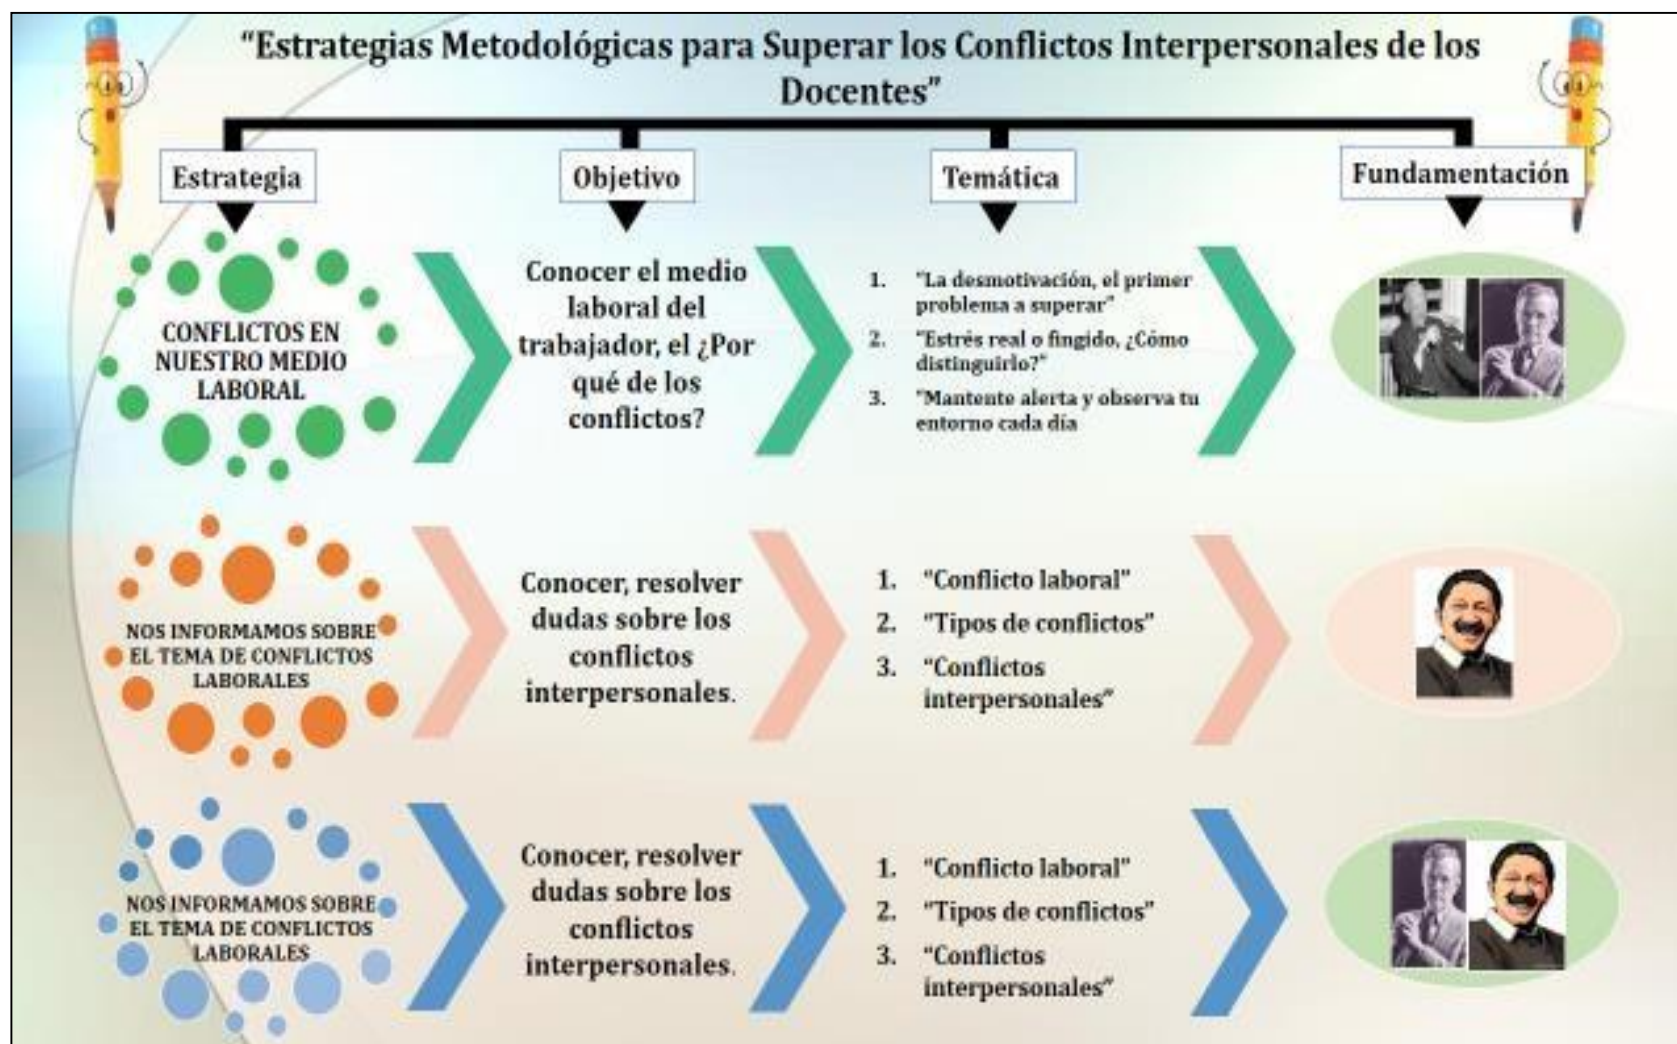 “Estrategias Metodológicas para Superar los Conflictos Interpersonales de los
Docentes”
Estrategia
Objetivo
Temática
Fundamentación
CONFLICTOS EN
NUESTRO MEDIO
LABORAL
Conocer el medio
laboral del
trabajador, el ¿Por
qué de los
conflictos?
1. “La desmotivación, el primer
problema a superar”
2. “Estrés real o fingido, ¿Cómo
distinguirlo?”
3. “Mantente alerta y observa tu
entorno cada día
NOS INFORMAMOS SOBRE
EL TEMA DE CONFLICTOS
LABORALES
Conocer, resolver
dudas sobre los
conflictos
interpersonales.
1. “Conflicto laboral”
2. “Tipos de conflictos”
3. “Conflictos
interpersonales”
NOS INFORMAMOS SOBRE
EL TEMA DE CONFLICTOS
LABORALES
Conocer, resolver
dudas sobre los
conflictos
interpersonales.
1. “Conflicto laboral”
2. “Tipos de conflictos”
3. “Conflictos
interpersonales”